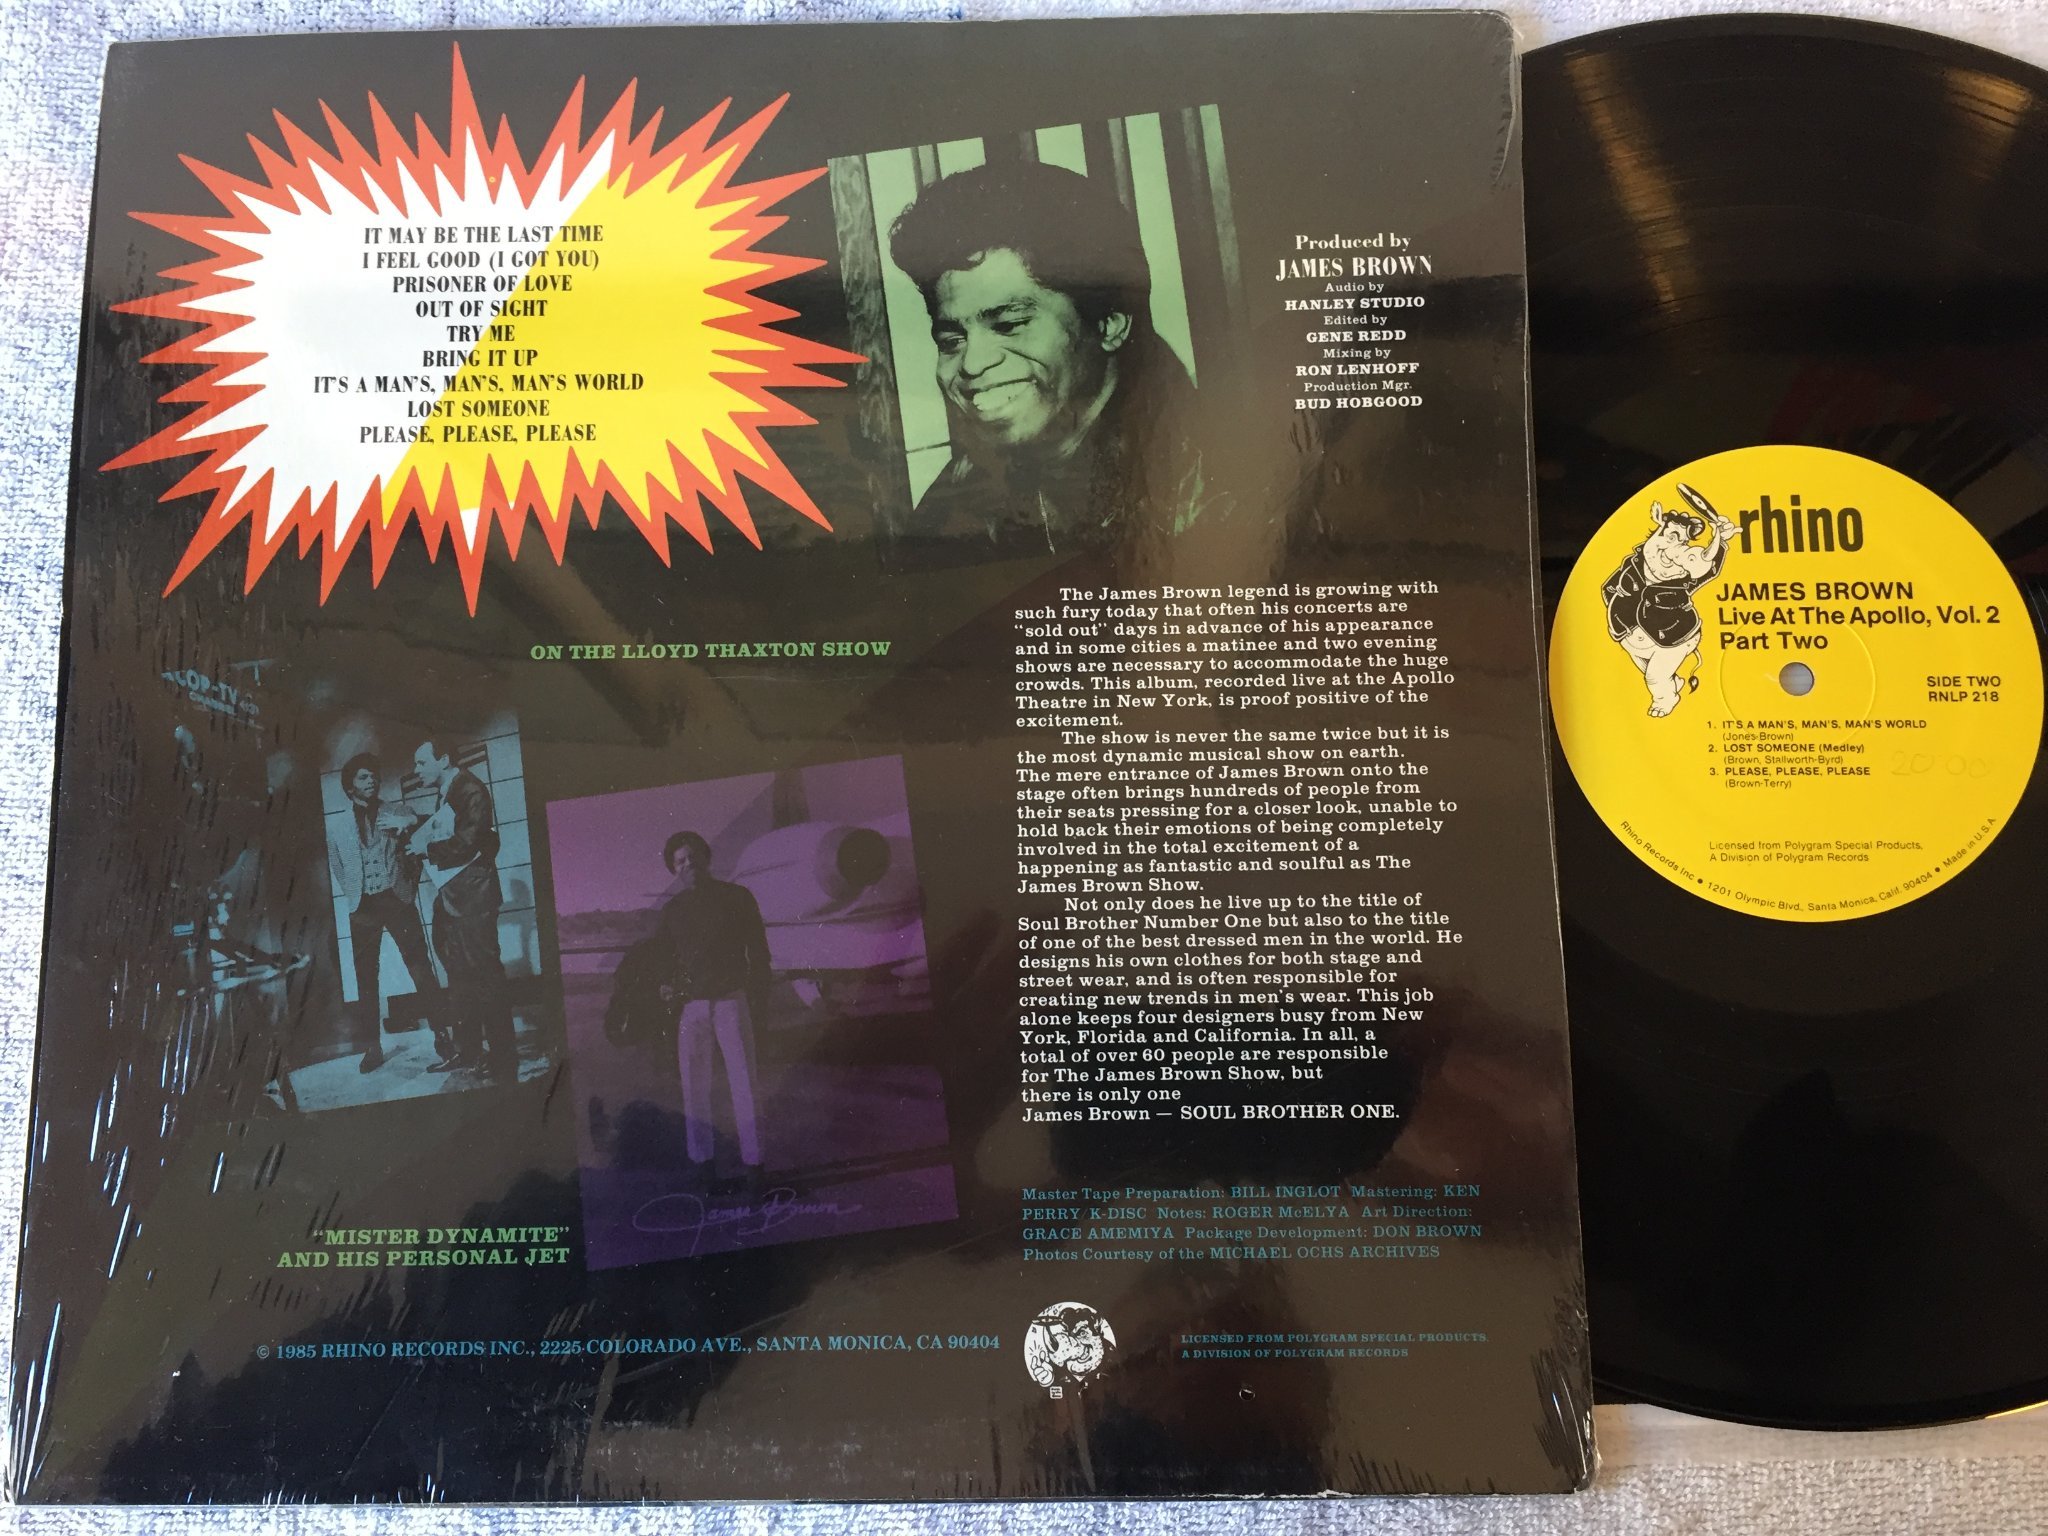 IT MAY BE THE LAST TIME
I FEEL GOOD (I GOT YOU)
PRISONER OF LOVE
OUT OF SIGHT
TRY ME
BRING IT UP
IT'S A MAN'S, MAN'S, MAN'S WORLD
LOST SOMEONE
PLEASE, PLEASE, PLEASE
Produced by
JAMES BROWN
Audio by
HANLEY STUDIO
Edited by
GENE REDD
Mixing by
RON LENHOFF
Production Mgr.
BUD HOBGOOD
ON THE LLOYD THAXTON SHOW
The James Brown legend is growing with
such fury today that often his concerts are
"sold out" days in advance of his appearance
and in some cities a matinee and two evening
shows are necessary to accommodate the huge
crowds. This album, recorded live at the Apollo
Theatre in New York, is proof positive of the
excitement.
The show is never the same twice but it is
the most dynamic musical show on earth.
The mere entrance of James Brown onto the
stage often brings hundreds of people from
their seats pressing for a closer look, unable to
hold back their emotions of being completely
involved in the total excitement of a
happening as fantastic and soulful as The
James Brown Show.
Not only does he live up to the title of
Soul Brother Number One but also to the title
of one of the best dressed men in the world. He
designs his own clothes for both stage and
street wear, and is often responsible for
creating new trends in men's wear. This job
alone keeps four designers busy from New
York, Florida and California. In all, a
total of over 60 people are responsible
for The James Brown Show, but
there is only one
James Brown — SOUL BROTHER ONE.
COP-TV
James Brown
"MISTER DYNAMITE"
AND HIS PERSONAL JET
Master Tape Preparation: BILL INGLOT Mastering: KEN
PERRY/K-DISC Notes: ROGER McELYA Art Direction:
GRACE AMEMIYA Package Development: DON BROWN
Photos Courtesy of the MICHAEL OCHS ARCHIVES
© 1985 RHINO RECORDS INC., 2225 COLORADO AVE., SANTA MONICA, CA 90404
LICENSED FROM POLYGRAM SPECIAL PRODUCTS.
A DIVISION OF POLYGRAM RECORDS
rhino
JAMES BROWN
Live At The Apollo, Vol. 2
Part Two
SIDE TWO
RNLP 218
1. IT'S A MAN'S, MAN'S, MAN'S WORLD
(Jones-Brown)
2. LOST SOMEONE (Medley)
(Brown, Stallworth-Byrd)
3. PLEASE, PLEASE, PLEASE
(Brown-Terry)
20 00
Licensed from Polygram Special Products,
A Division of Polygram Records
Rhino Records Inc • 1201 Olympic Blvd., Santa Monica, Calif. 90404 • Made in U.S.A.